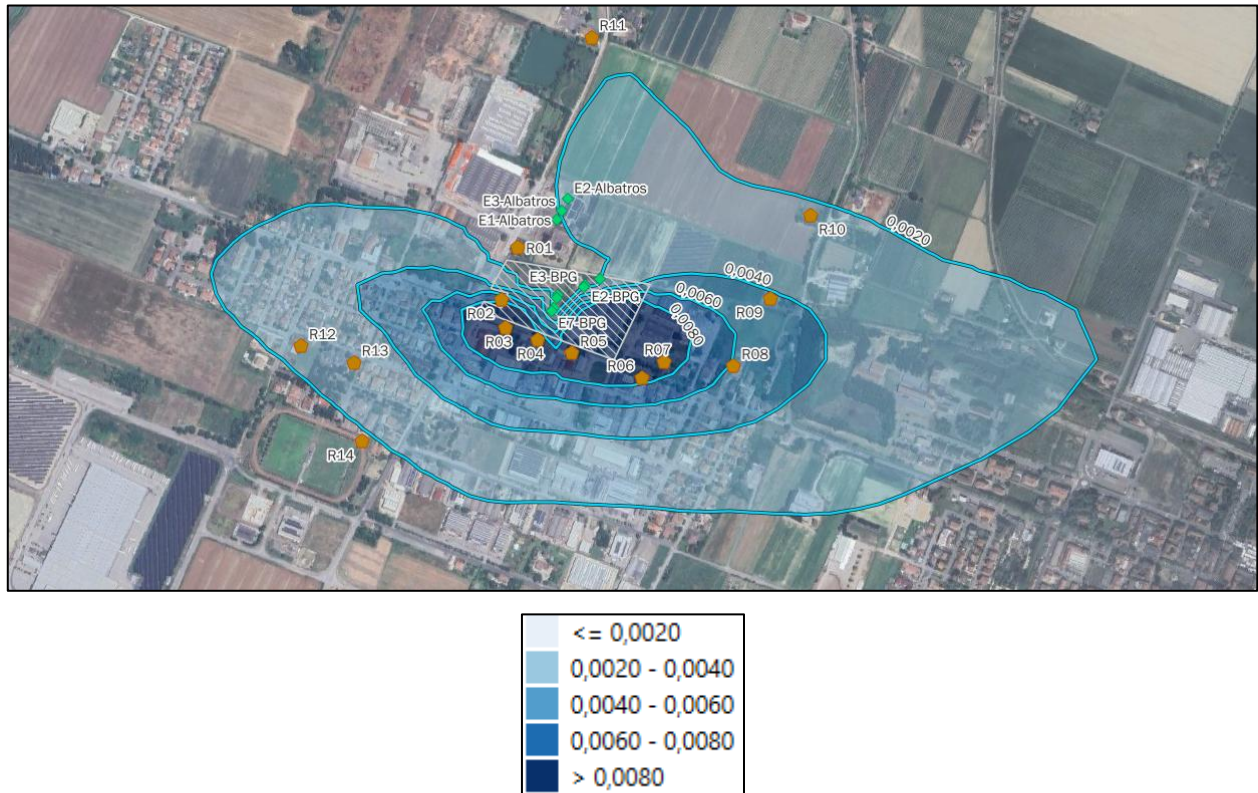 R11
E2-Albatros
E3-Albatros
E1-Albatros
R10
0,0020
R01
E3-BPG
0,0040
E2-BPG
0,0060
R09
R02
E7-BPG
0,0080
R03
R04
R05
R06
R07
R08
R12
R13
R14
<= 0,0020
0,0020 - 0,0040
0,0040 - 0,0060
0,0060 - 0,0080
> 0,0080